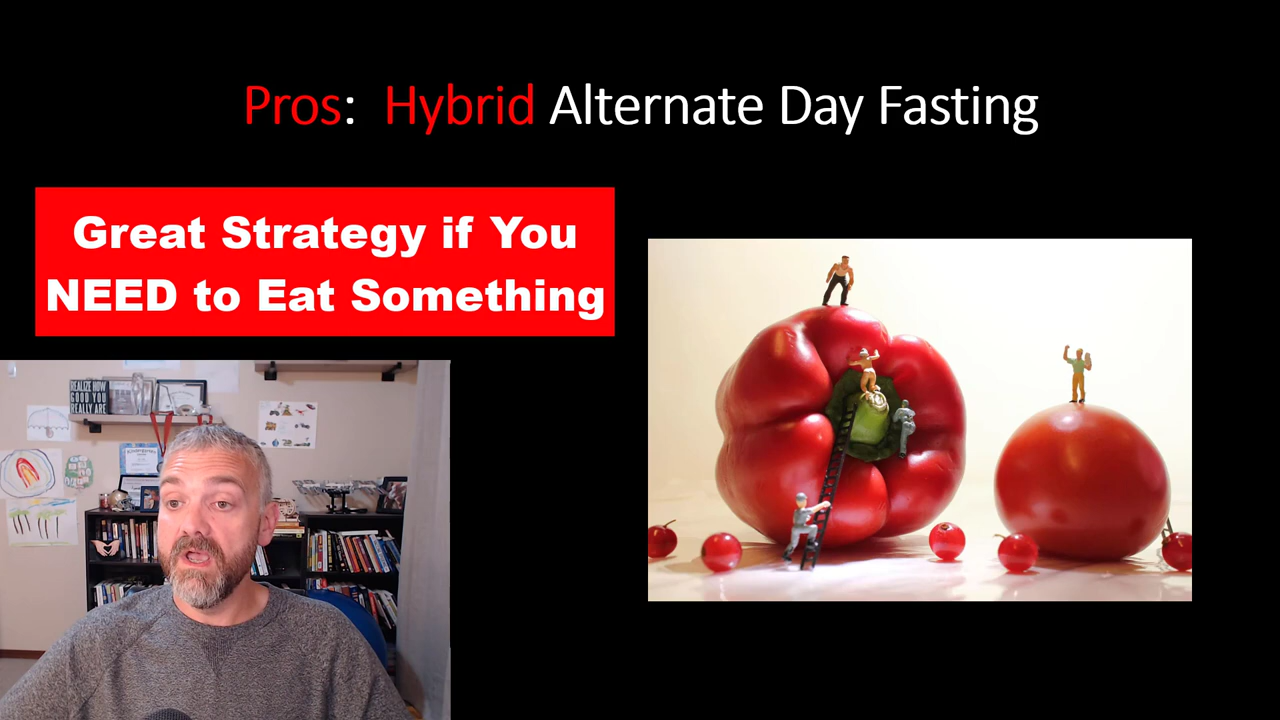 Pros:  Hybrid Alternate Day Fasting
Great Strategy if You
NEED to Eat Something
REALIZE HOW
GOOD YOU
REALLY ARE